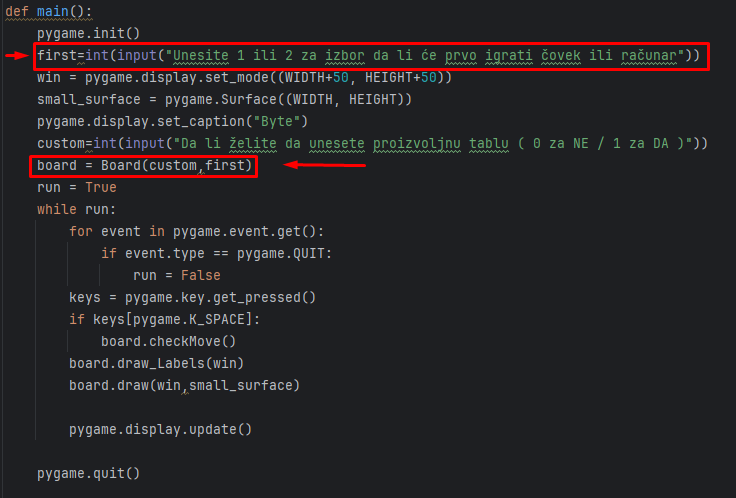 def main():
    pygame.init()
    first=int(input("Unesite 1 ili 2 za izbor da li će prvo igrati čovek ili računar"))
    win = pygame.display.set_mode((WIDTH+50, HEIGHT+50))
    small_surface = pygame.Surface((WIDTH, HEIGHT))
    pygame.display.set_caption("Byte")
    custom=int(input("Da li želite da unesete proizvoljnu tablu ( 0 za NE / 1 za DA )"))
    board = Board(custom,first)
    run = True
    while run:
        for event in pygame.event.get():
            if event.type == pygame.QUIT:
                run = False
        keys = pygame.key.get_pressed()
        if keys[pygame.K_SPACE]:
            board.checkMove()
        board.draw_Labels(win)
        board.draw(win,small_surface)
        pygame.display.update()
    pygame.quit()